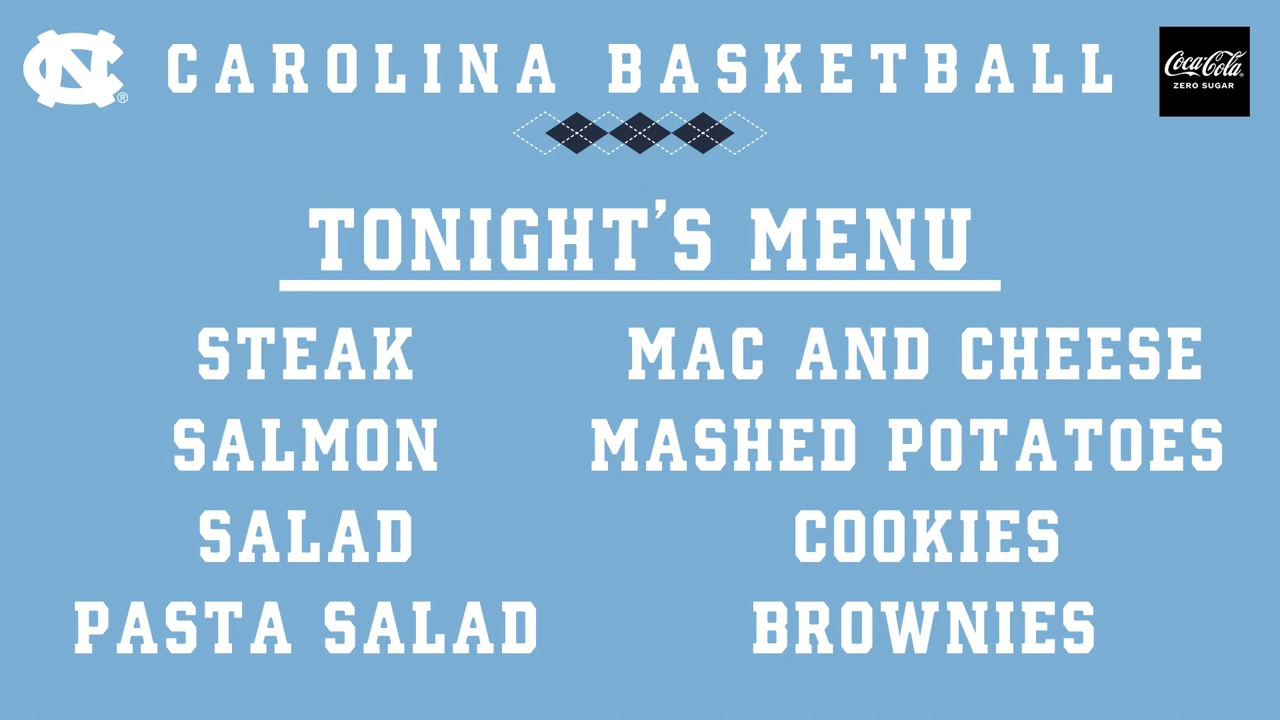 NC
CAROLINA BASKETBALL
Coca-Cola
ZERO SUGAR
TONIGHT'S MENU
STEAK
SALMON
SALAD
PASTA SALAD
MAC AND CHEESE
MASHED POTATOES
COOKIES
BROWNIES